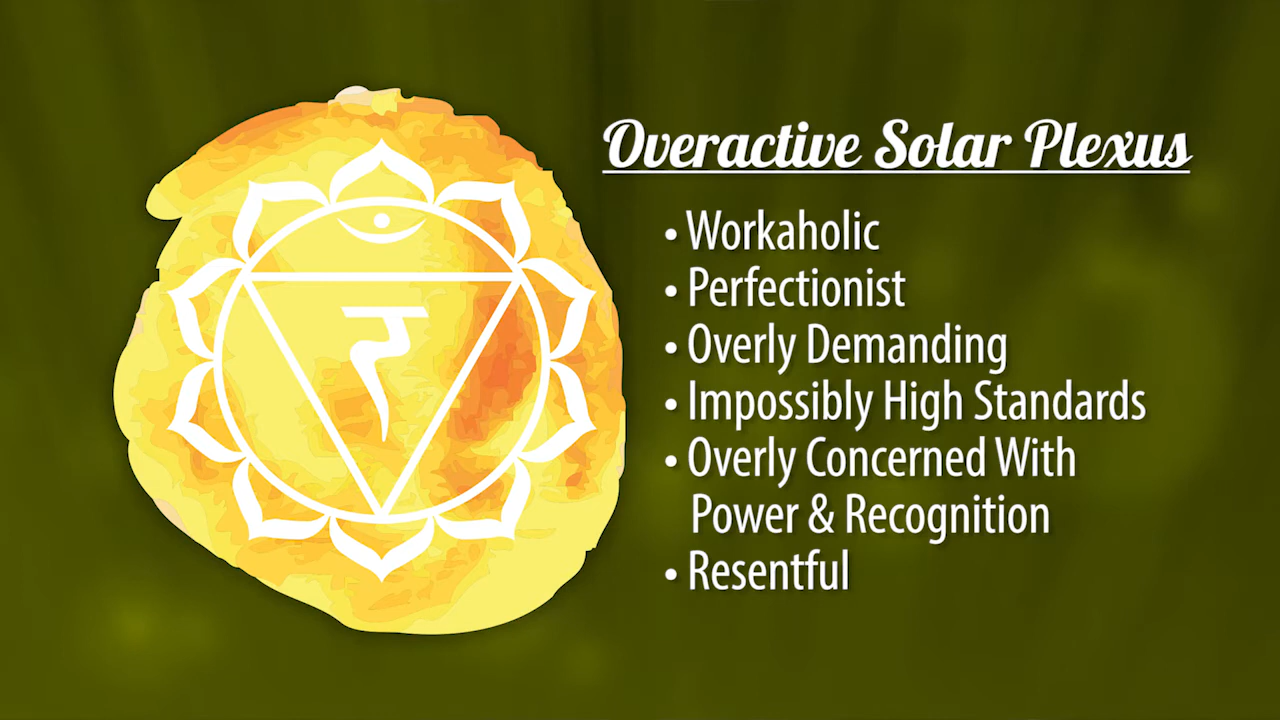 Overactive Solar Plexus
• Workaholic
• Perfectionist
• Overly Demanding
• Impossibly High Standards
• Overly Concerned With
Power & Recognition
• Resentful
र